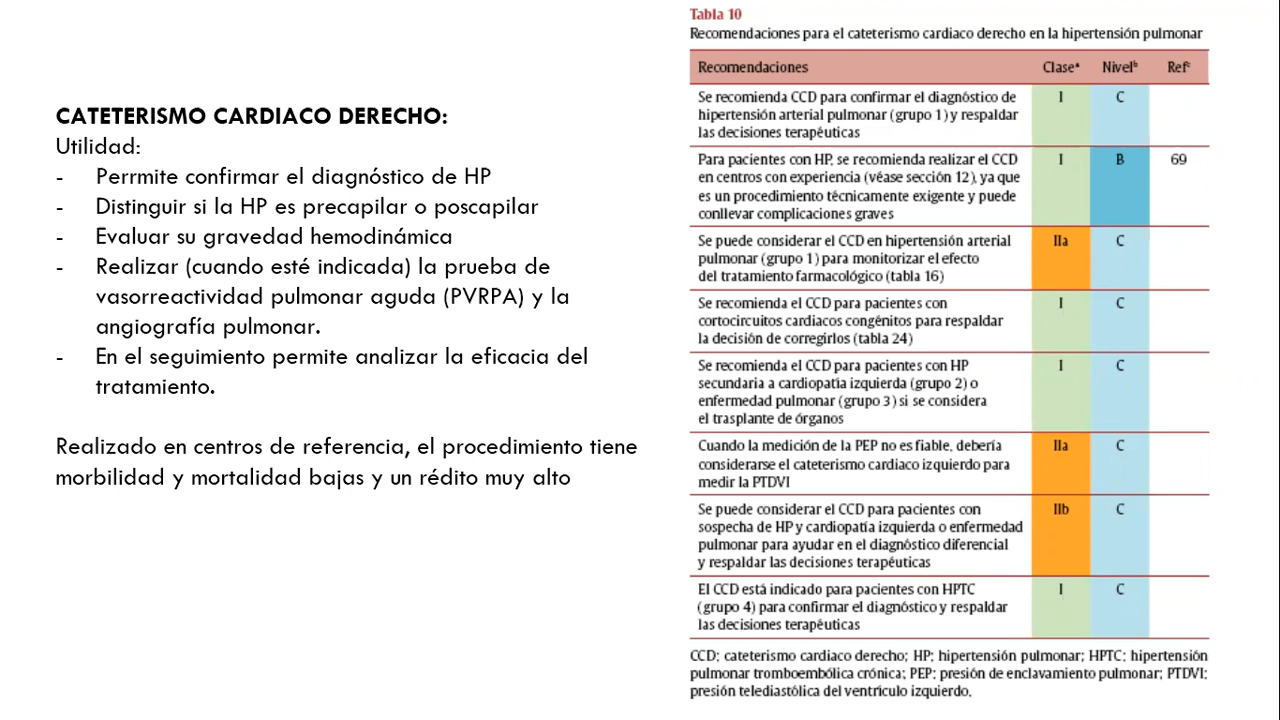 CATETERISMO CARDIACO DERECHO:
Utilidad:
- Perrmite confirmar el diagnóstico de HP
- Distinguir si la HP es precapilar o poscapilar
- Evaluar su gravedad hemodinámica
- Realizar (cuando esté indicada) la prueba de
vasorreactividad pulmonar aguda (PVRPA) y la
angiografía pulmonar.
- En el seguimiento permite analizar la eficacia del
tratamiento.
Realizado en centros de referencia, el procedimiento tiene
morbilidad y mortalidad bajas y un rédito muy alto
Tabla 10
Recomendaciones para el cateterismo cardiaco derecho en la hipertensión pulmonar
Recomendaciones Claseª Nivelᵇ Refᶜ
Se recomienda CCD para confirmar el diagnóstico de I C
hipertensión arterial pulmonar (grupo 1) y respaldar
las decisiones terapéuticas
Para pacientes con HP, se recomienda realizar el CCD I B 69
en centros con experiencia (véase sección 12), ya que
es un procedimiento técnicamente exigente y puede
conllevar complicaciones graves
Se puede considerar el CCD en hipertensión arterial IIa C
pulmonar (grupo 1) para monitorizar el efecto
del tratamiento farmacológico (tabla 16)
Se recomienda el CCD para pacientes con I C
cortocircuitos cardiacos congénitos para respaldar
la decisión de corregirlos (tabla 24)
Se recomienda el CCD para pacientes con HP I C
secundaria a cardiopatía izquierda (grupo 2) o
enfermedad pulmonar (grupo 3) si se considera
el trasplante de órganos
Cuando la medición de la PEP no es fiable, debería IIa C
considerarse el cateterismo cardiaco izquierdo para
medir la PTDVI
Se puede considerar el CCD para pacientes con IIb C
sospecha de HP y cardiopatía izquierda o enfermedad
pulmonar para ayudar en el diagnóstico diferencial
y respaldar las decisiones terapéuticas
El CCD está indicado para pacientes con HPTC I C
(grupo 4) para confirmar el diagnóstico y respaldar
las decisiones terapéuticas
CCD: cateterismo cardiaco derecho; HP: hipertensión pulmonar; HPTC: hipertensión
pulmonar tromboembólica crónica; PEP: presión de enclavamiento pulmonar; PTDVI:
presión telediastólica del ventrículo izquierdo.